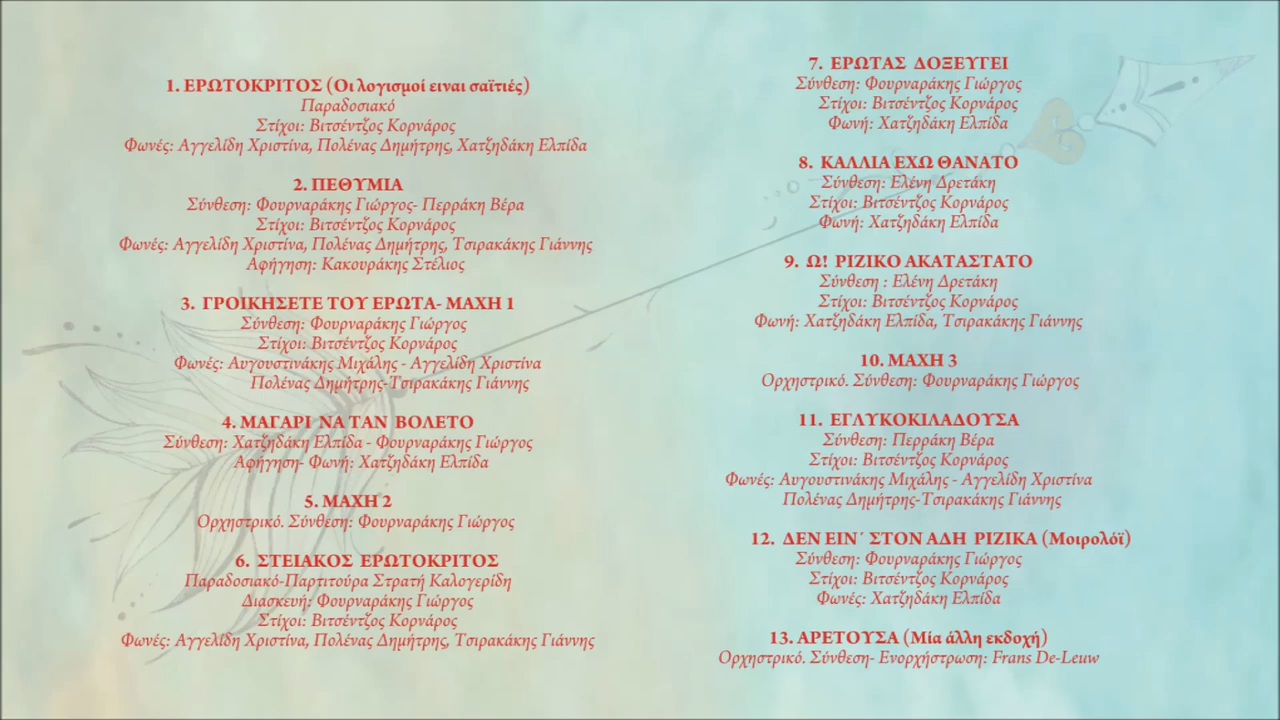 1. ΕΡΩΤΟΚΡΙΤΟΣ (Οι λογισμοί ειναι σαϊτιές)
Παραδοσιακό
Στίχοι: Βιτσέντζος Κορνάρος
Φωνές: Αγγελίδη Χριστίνα, Πολένας Δημήτρης, Χατζηδάκη Ελπίδα
2. ΠΕΘΥΜΙΑ
Σύνθεση: Φουρναράκης Γιώργος- Περράκη Βέρα
Στίχοι: Βιτσέντζος Κορνάρος
Φωνές: Αγγελίδη Χριστίνα, Πολένας Δημήτρης, Τσιρακάκης Γιάννης
Αφήγηση: Κακουράκης Στέλιος
3. ΓΡΟΙΚΗΣΕΤΕ ΤΟΥ ΕΡΩΤΑ- ΜΑΧΗ 1
Σύνθεση: Φουρναράκης Γιώργος
Στίχοι: Βιτσέντζος Κορνάρος
Φωνές: Αυγουστινάκης Μιχάλης - Αγγελίδη Χριστίνα
Πολένας Δημήτρης-Τσιρακάκης Γιάννης
4. ΜΑΓΑΡΙ ΝΑ ΤΑΝ ΒΟΛΕΤΟ
Σύνθεση: Χατζηδάκη Ελπίδα - Φουρναράκης Γιώργος
Αφήγηση- Φωνή: Χατζηδάκη Ελπίδα
5. ΜΑΧΗ 2
Ορχηστρικό. Σύνθεση: Φουρναράκης Γιώργος
6. ΣΤΕΙΑΚΟΣ ΕΡΩΤΟΚΡΙΤΟΣ
Παραδοσιακό-Παρτιτούρα Στρατή Καλογερίδη
Διασκευή: Φουρναράκης Γιώργος
Στίχοι: Βιτσέντζος Κορνάρος
Φωνές: Αγγελίδη Χριστίνα, Πολένας Δημήτρης, Τσιρακάκης Γιάννης
7. ΕΡΩΤΑΣ ΔΟΞΕΥΤΕΙ
Σύνθεση: Φουρναράκης Γιώργος
Στίχοι: Βιτσέντζος Κορνάρος
Φωνή: Χατζηδάκη Ελπίδα
8. ΚΑΛΛΙΑ ΕΧΩ ΘΑΝΑΤΟ
Σύνθεση: Ελένη Δρετάκη
Στίχοι: Βιτσέντζος Κορνάρος
Φωνή: Χατζηδάκη Ελπίδα
9. Ω! ΡΙΖΙΚΟ ΑΚΑΤΑΣΤΑΤΟ
Σύνθεση : Ελένη Δρετάκη
Στίχοι: Βιτσέντζος Κορνάρος
Φωνή: Χατζηδάκη Ελπίδα, Τσιρακάκης Γιάννης
10. ΜΑΧΗ 3
Ορχηστρικό. Σύνθεση: Φουρναράκης Γιώργος
11. ΕΓΛΥΚΟΚΙΛΑΔΟΥΣΑ
Σύνθεση: Περράκη Βέρα
Στίχοι: Βιτσέντζος Κορνάρος
Φωνές: Αυγουστινάκης Μιχάλης - Αγγελίδη Χριστίνα
Πολένας Δημήτρης-Τσιρακάκης Γιάννης
12. ΔΕΝ ΕΙΝ΄ ΣΤΟΝ ΑΔΗ ΡΙΖΙΚΑ (Μοιρολόϊ)
Σύνθεση: Φουρναράκης Γιώργος
Στίχοι: Βιτσέντζος Κορνάρος
Φωνές: Χατζηδάκη Ελπίδα
13. ΑΡΕΤΟΥΣΑ (Μία άλλη εκδοχή)
Ορχηστρικό. Σύνθεση- Ενορχήστρωση: Frans De-Leuw